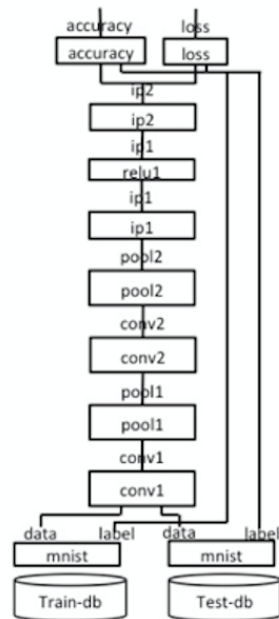 accuracy loss
accuracy loss
ip2
ip2
ip1
relu1
ip1
ip1
pool2
pool2
conv2
conv2
pool1
pool1
conv1
conv1
data label data label
mnist mnist
Train-db Test-db